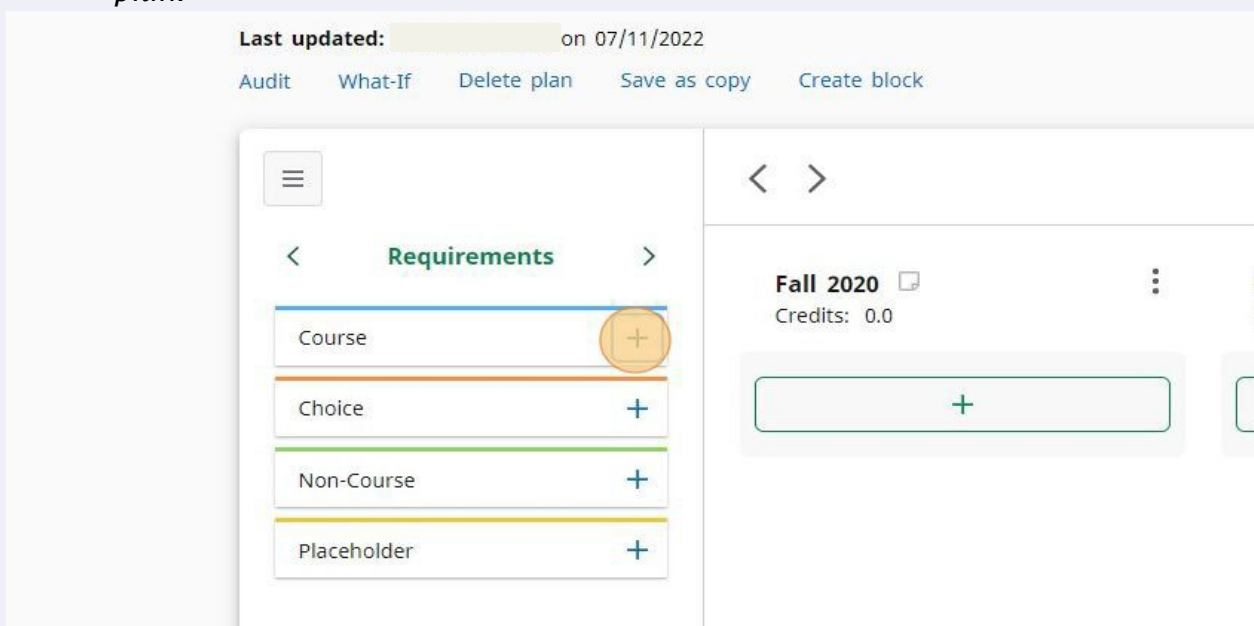 plan.
Last updated: on 07/11/2022
Audit What-If Delete plan Save as copy Create block
< Requirements >
Course +
Choice +
Non-Course +
Placeholder +
< >
Fall 2020
Credits: 0.0
+